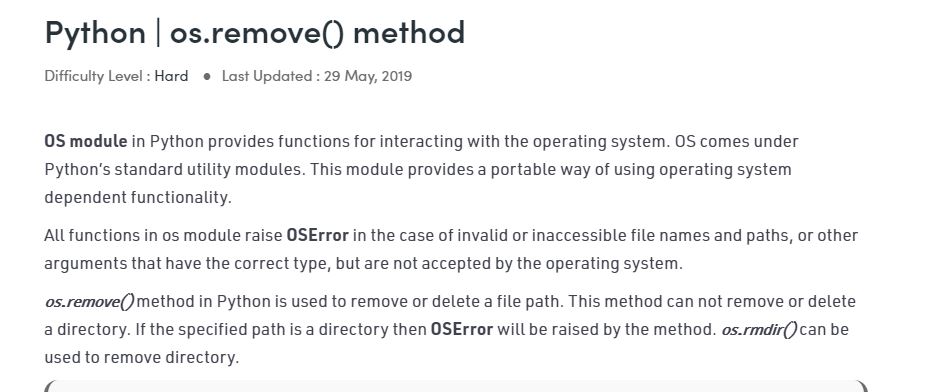 Python | os.remove() method
Difficulty Level : Hard ● Last Updated : 29 May, 2019
OS module in Python provides functions for interacting with the operating system. OS comes under
Python's standard utility modules. This module provides a portable way of using operating system
dependent functionality.
All functions in os module raise OSError in the case of invalid or inaccessible file names and paths, or other
arguments that have the correct type, but are not accepted by the operating system.
os.remove() method in Python is used to remove or delete a file path. This method can not remove or delete
a directory. If the specified path is a directory then OSError will be raised by the method. os.rmdir() can be
used to remove directory.